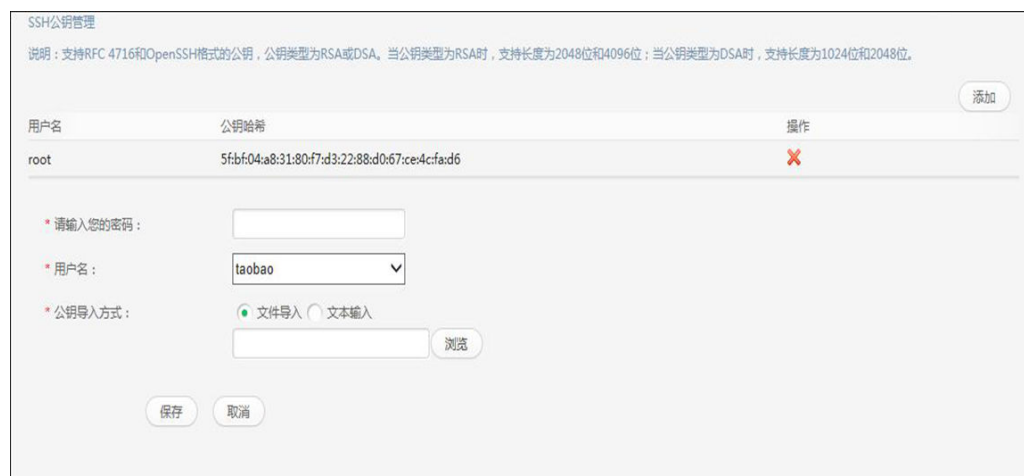 SSH公钥管理
说明：支持RFC 4716和OpenSSH格式的公钥，公钥类型为RSA或DSA。当公钥类型为RSA时，支持长度为2048位和4096位；当公钥类型为DSA时，支持长度为1024位和2048位。
添加
用户名 公钥哈希 操作
root 5f:bf:04:a8:31:80:f7:d3:22:88:d0:67:ce:4c:fa:d6
* 请输入您的密码：
* 用户名： taobao
* 公钥导入方式： 文件导入 文本输入
浏览
保存 取消